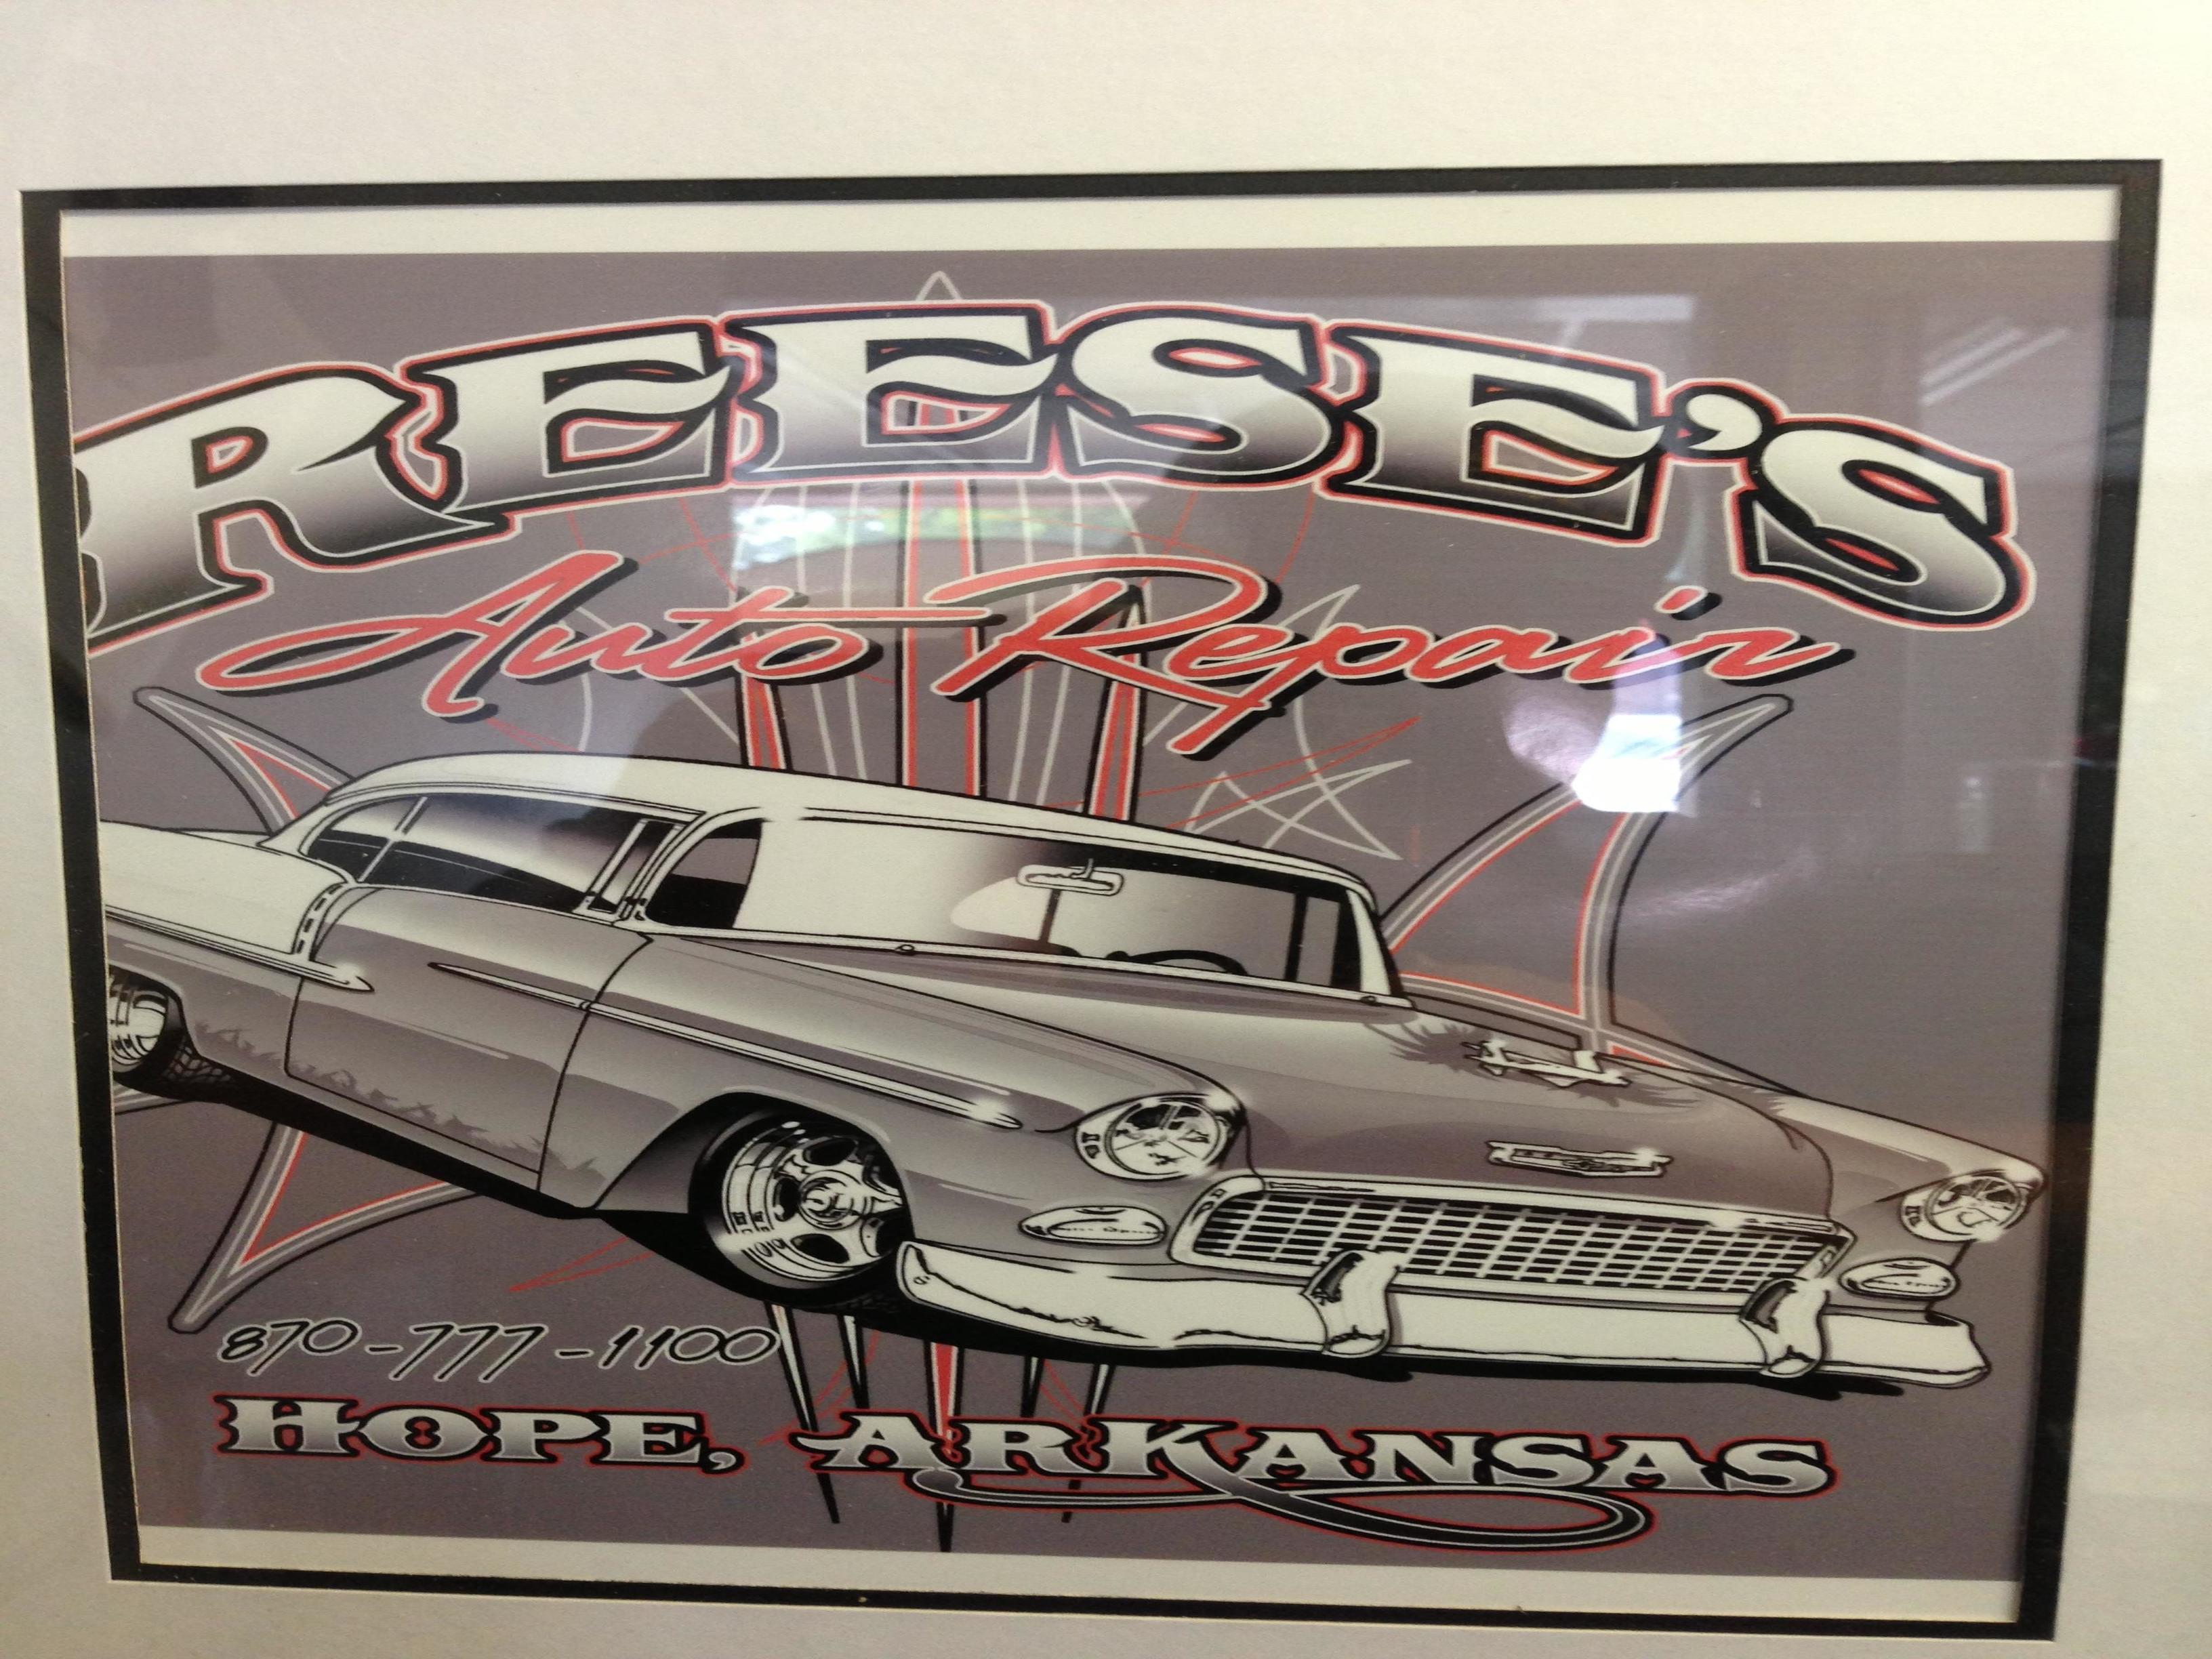 REESE'S
Auto Repair
870-777-1100
HOPE, ARKANSAS